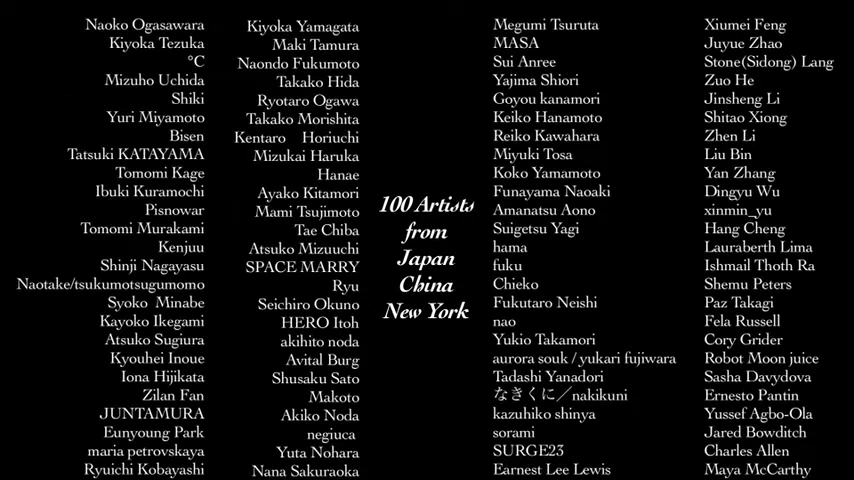 Naoko Ogasawara
Kiyoka Tezuka
°C
Mizuho Uchida
Shiki
Yuri Miyamoto
Bisen
Tatsuki KATAYAMA
Tomomi Kage
Ibuki Kuramochi
Pisnowar
Tomomi Murakami
Kenjuu
Shinji Nagayasu
Naotake/tsukumotsugumomo
Syoko Minabe
Kayoko Ikegami
Atsuko Sugiura
Kyouhei Inoue
Iona Hijikata
Zilan Fan
JUNTAMURA
Eunyoung Park
maria petrovskaya
Ryuichi Kobayashi
Kiyoka Yamagata
Maki Tamura
Naondo Fukumoto
Takako Hida
Ryotaro Ogawa
Takako Morishita
Kentaro　Horiuchi
Mizukai Haruka
Hanae
Ayako Kitamori
Mami Tsujimoto
Tae Chiba
Atsuko Mizuuchi
SPACE MARRY
Ryu
Seichiro Okuno
HERO Itoh
akihito noda
Avital Burg
Shusaku Sato
Makoto
Akiko Noda
negiuca
Yuta Nohara
Nana Sakuraoka
100 Artists
from
Japan
China
New York
Megumi Tsuruta
MASA
Sui Anree
Yajima Shiori
Goyou kanamori
Keiko Hanamoto
Reiko Kawahara
Miyuki Tosa
Koko Yamamoto
Funayama Naoaki
Amanatsu Aono
Suigetsu Yagi
hama
fuku
Chieko
Fukutaro Neishi
nao
Yukio Takamori
aurora souk / yukari fujiwara
Tadashi Yanadori
なきくに／nakikuni
kazuhiko shinya
sorami
SURGE23
Earnest Lee Lewis
Xiumei Feng
Juyue Zhao
Stone(Sidong) Lang
Zuo He
Jinsheng Li
Shitao Xiong
Zhen Li
Liu Bin
Yan Zhang
Dingyu Wu
xinmin_yu
Hang Cheng
Lauraberth Lima
Ishmail Thoth Ra
Shemu Peters
Paz Takagi
Fela Russell
Cory Grider
Robot Moon juice
Sasha Davydova
Ernesto Pantin
Yussef Agbo-Ola
Jared Bowditch
Charles Allen
Maya McCarthy